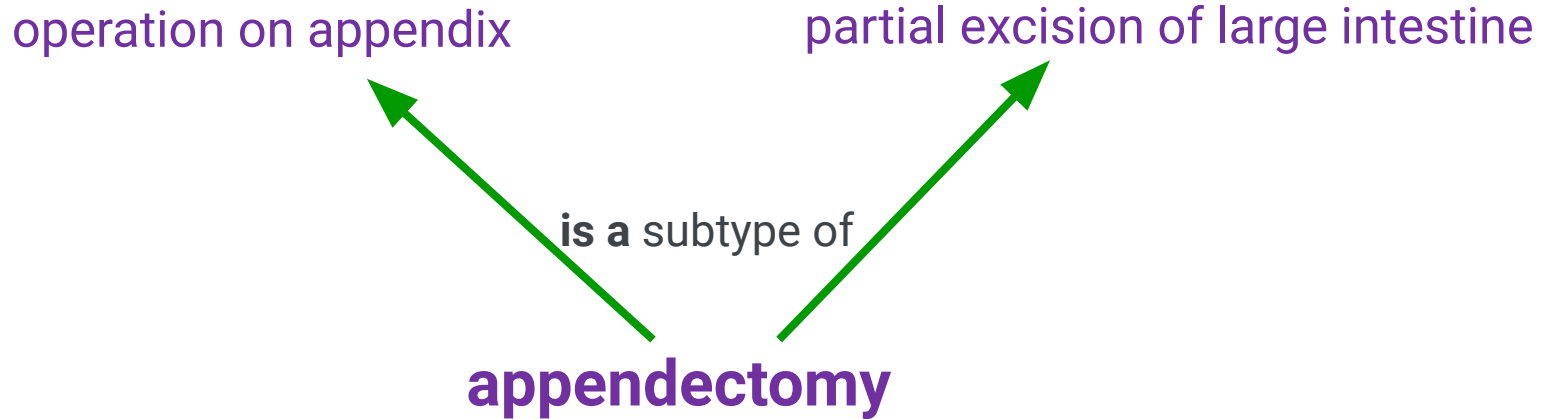 operation on appendix
partial excision of large intestine
is a subtype of
appendectomy